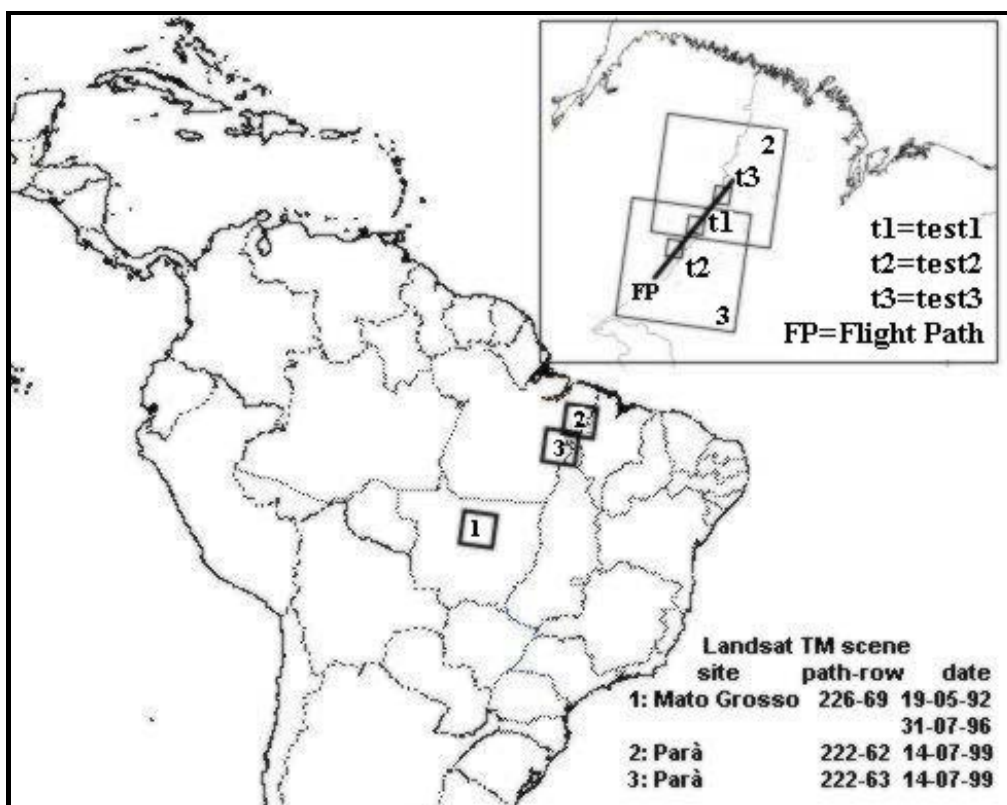 2
t3
t1
t1=test1
t2
t2=test2
FP
t3=test3
3
FP=Flight Path
2
3
1
Landsat TM scene
site path-row date
1: Mato Grosso 226-69 19-05-92
31-07-96
2: Parà 222-62 14-07-99
3: Parà 222-63 14-07-99